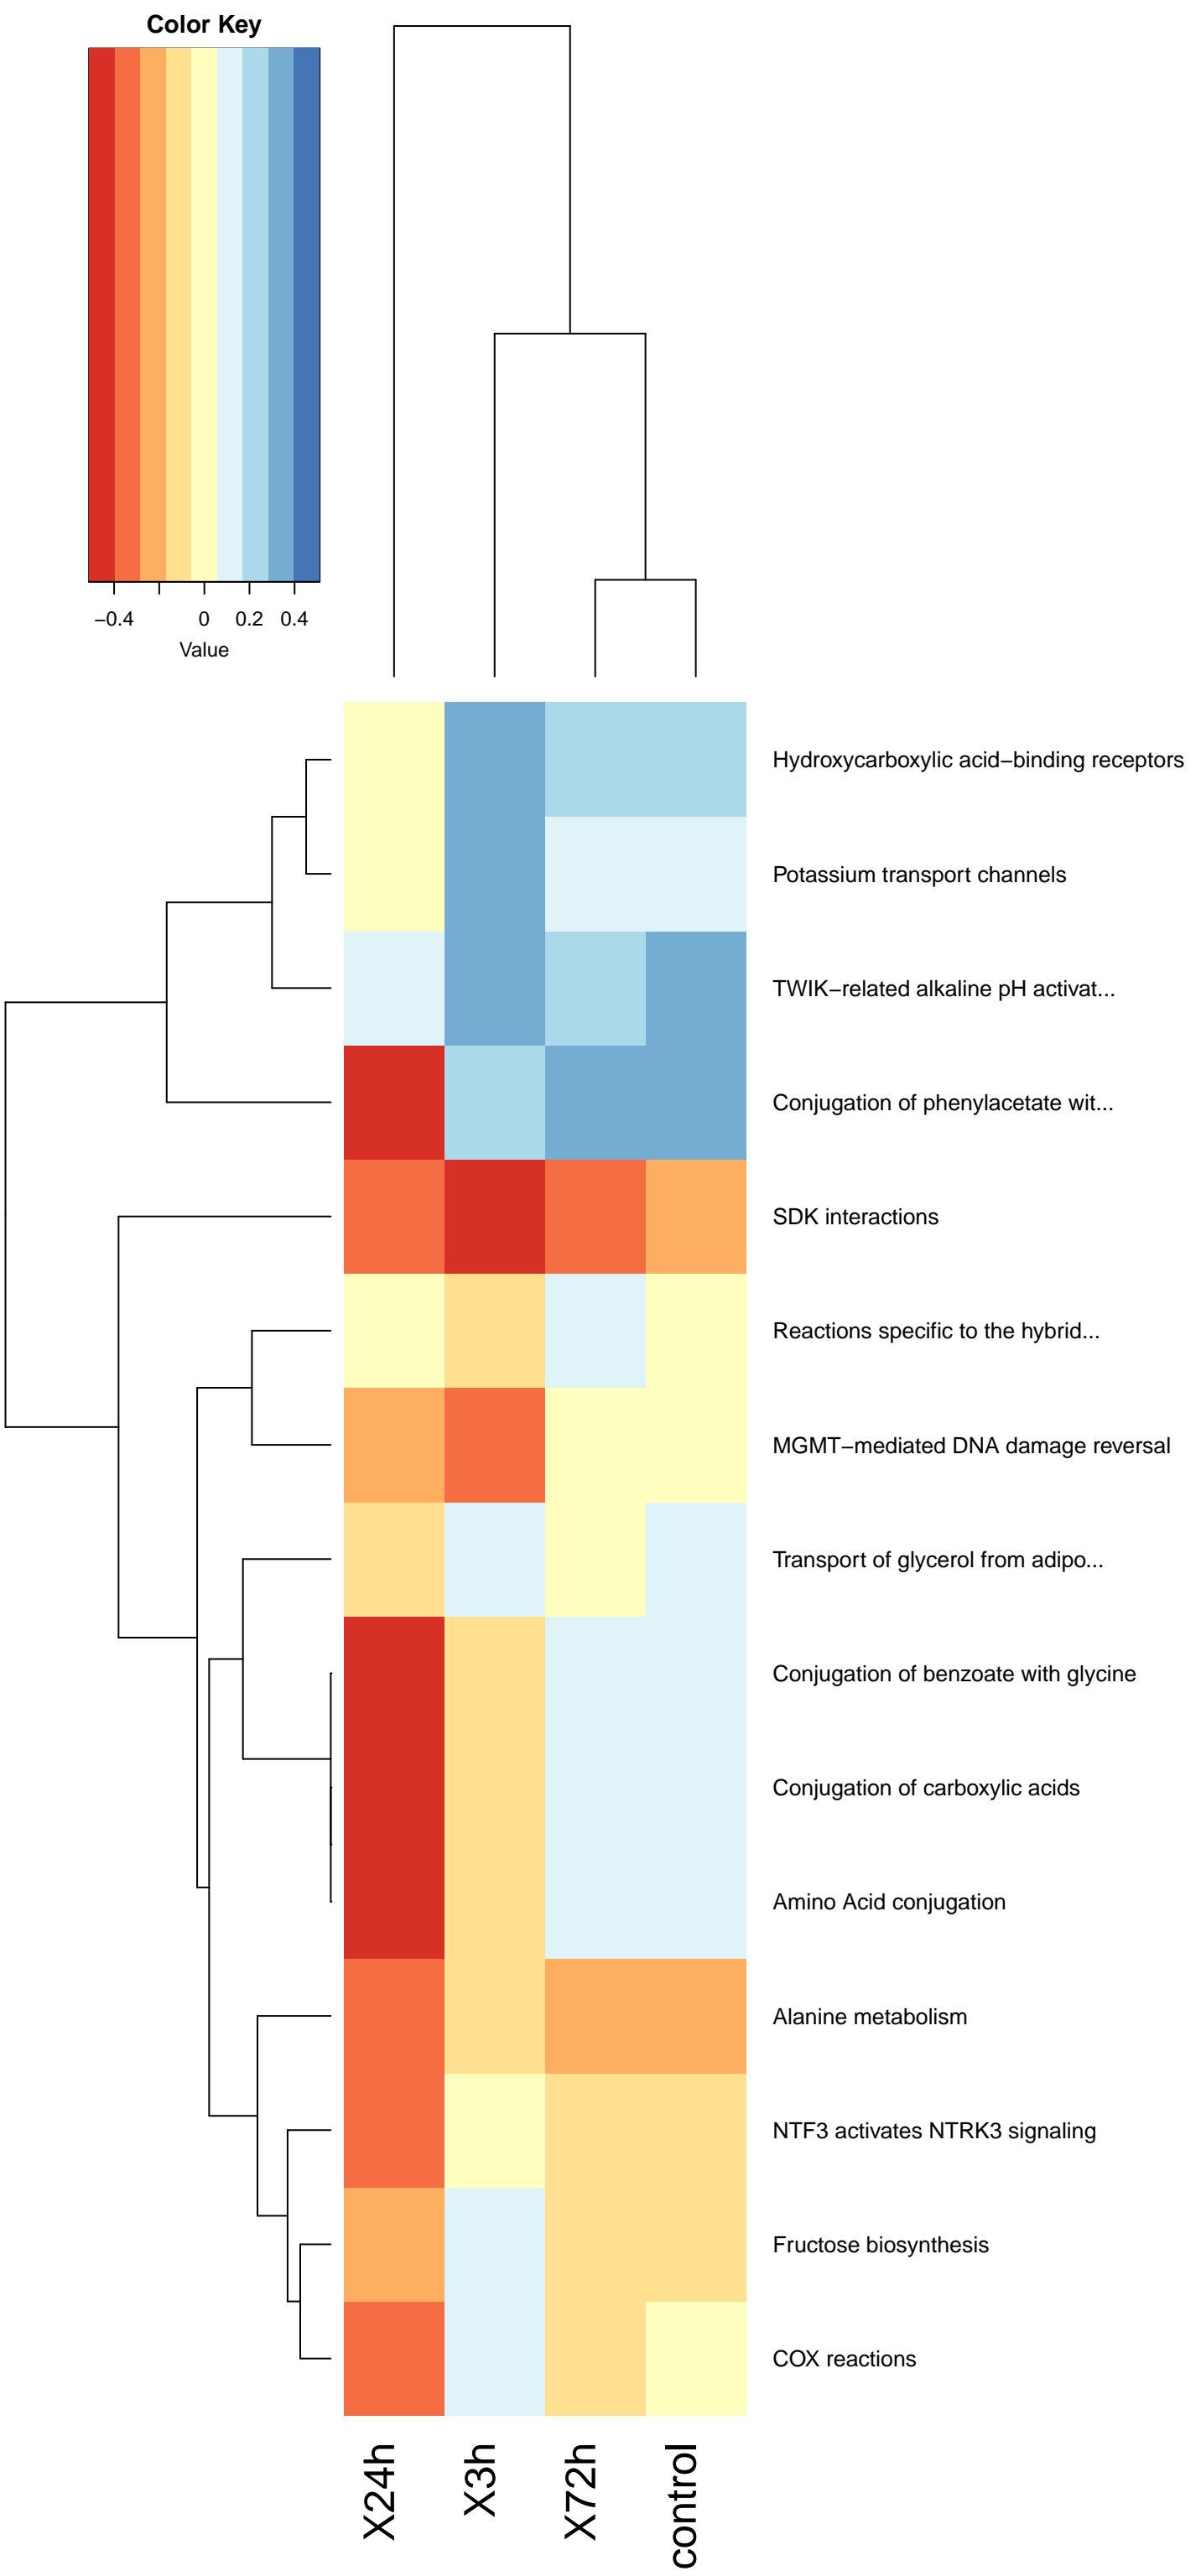 Color Key
−0.4 0 0.2 0.4
Value
Hydroxycarboxylic acid−binding receptors
Potassium transport channels
TWIK−related alkaline pH activat...
Conjugation of phenylacetate wit...
SDK interactions
Reactions specific to the hybrid...
MGMT−mediated DNA damage reversal
Transport of glycerol from adipo...
Conjugation of benzoate with glycine
Conjugation of carboxylic acids
Amino Acid conjugation
Alanine metabolism
NTF3 activates NTRK3 signaling
Fructose biosynthesis
COX reactions
X24h
X3h
X72h
control